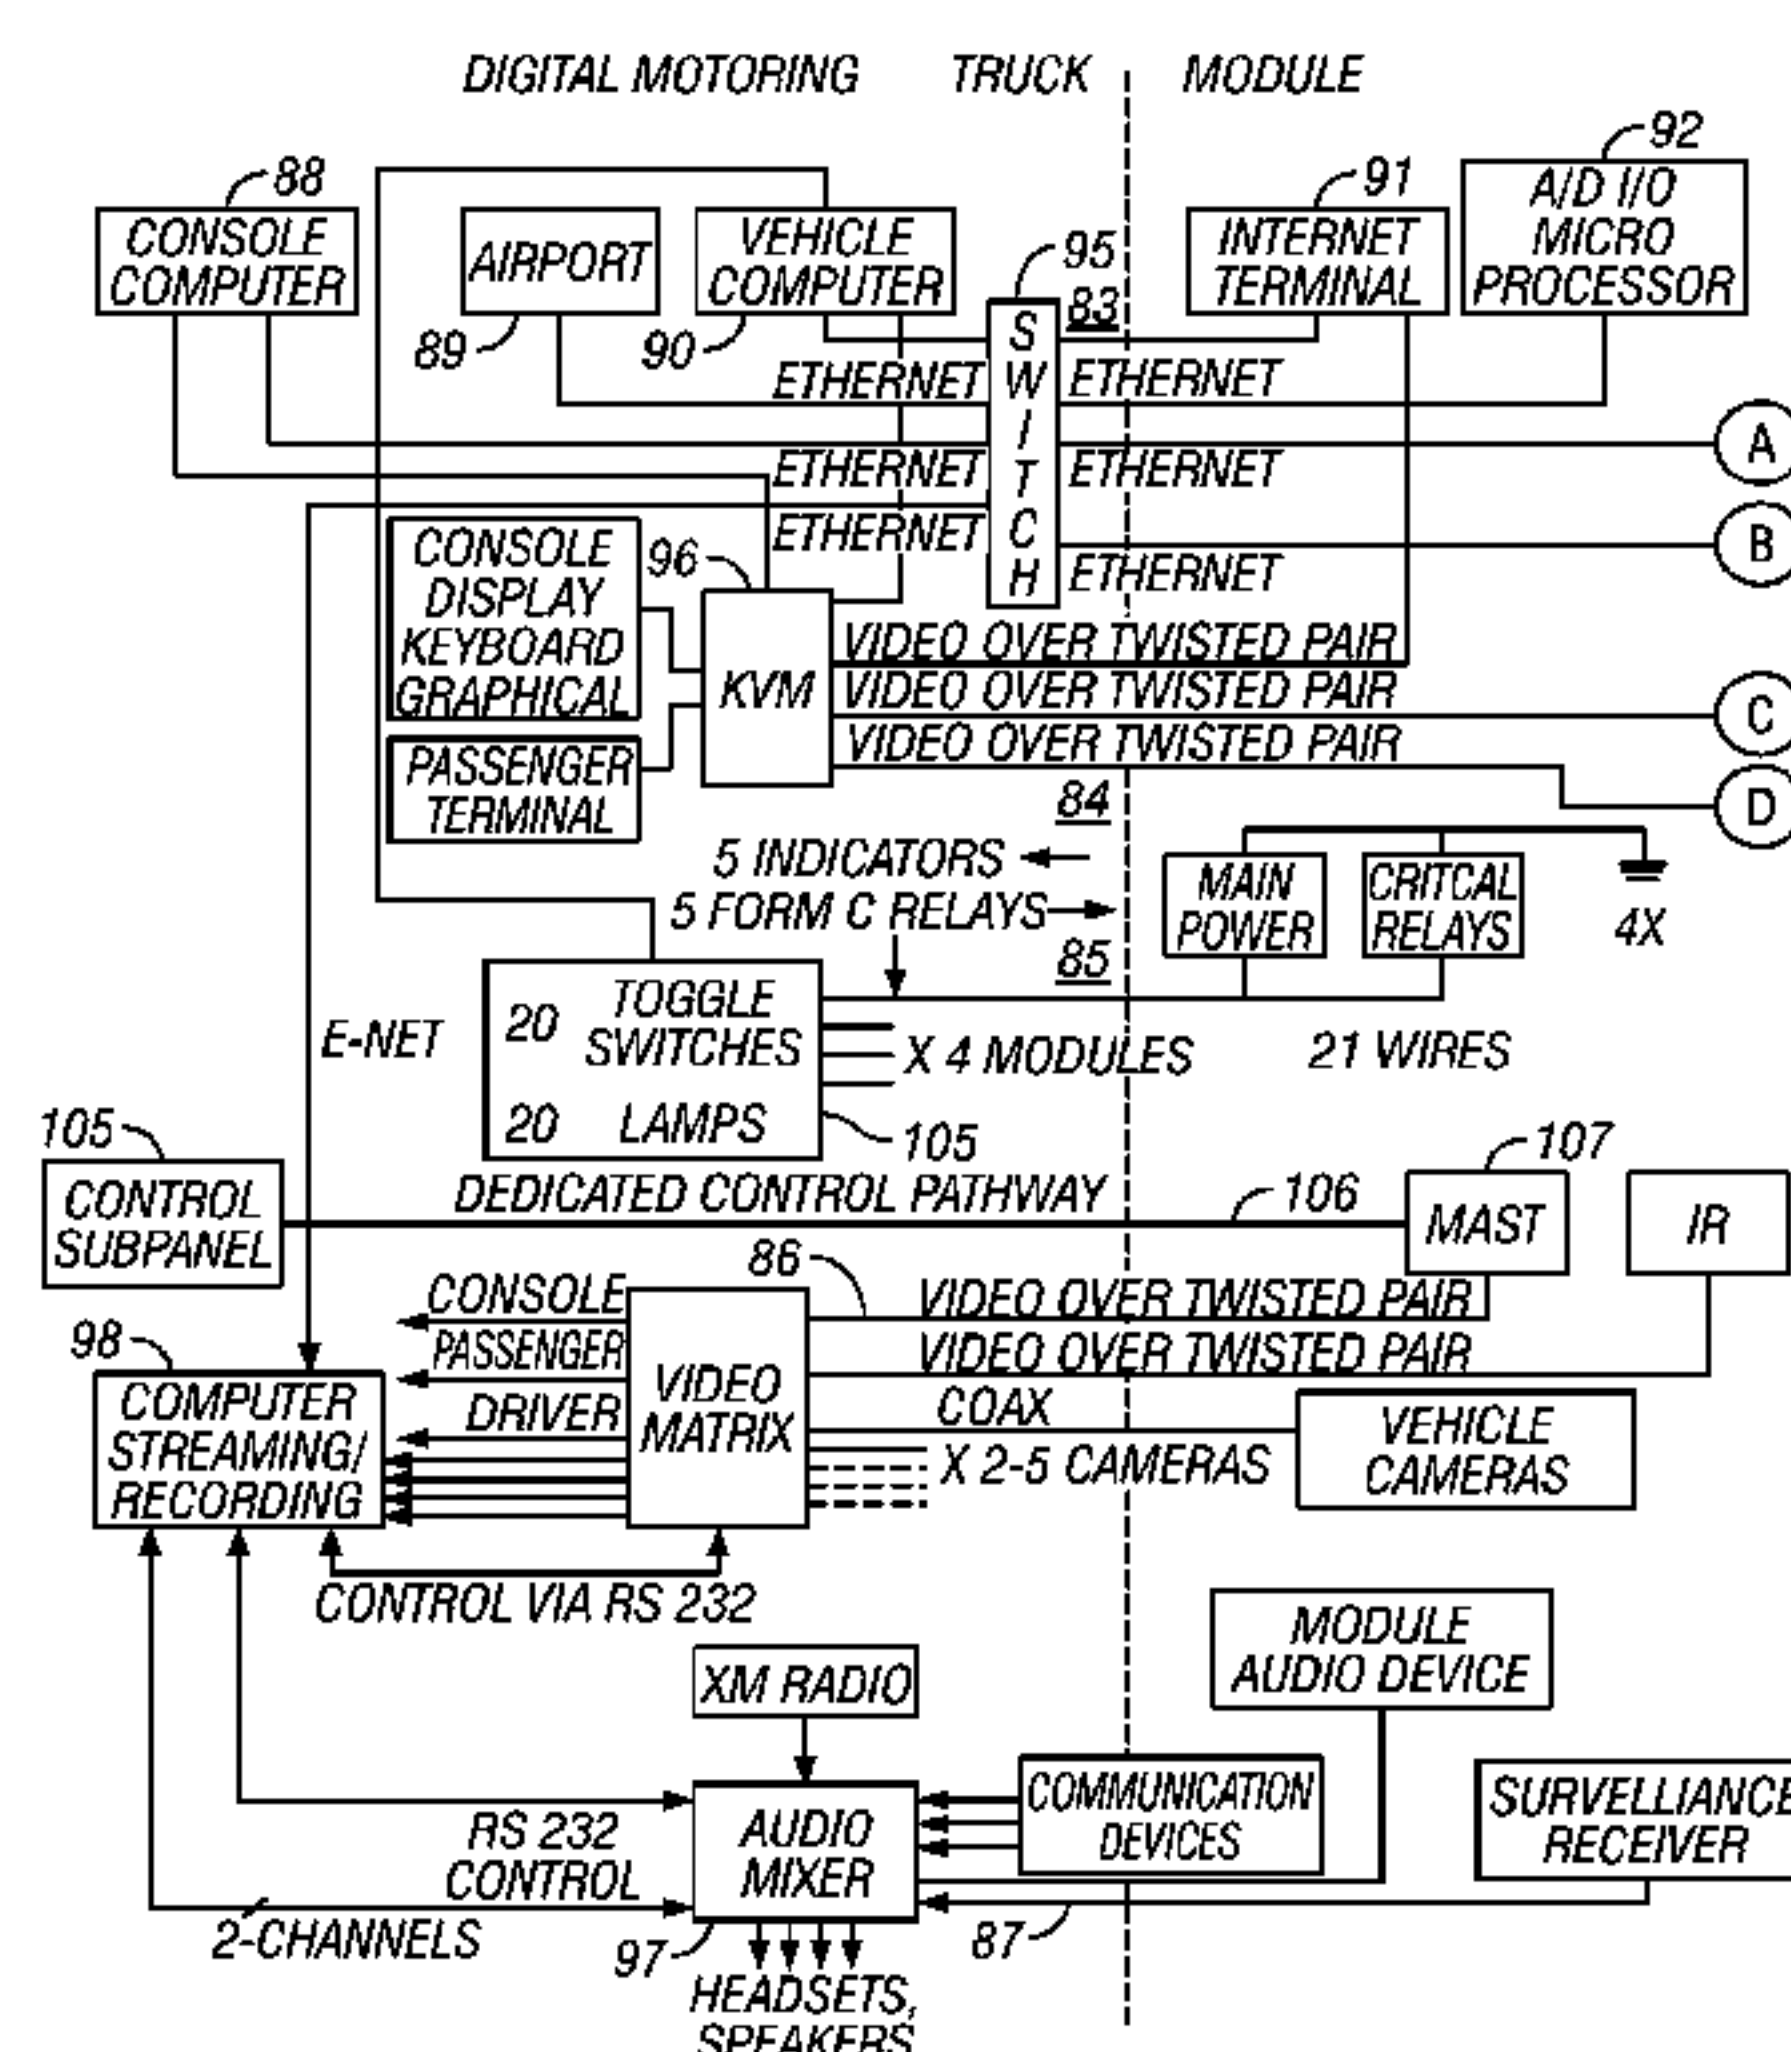 DIGITAL MOTORING TRUCK MODULE
92
88
91
A/D I/O
MICRO
PROCESSOR
CONSOLE
COMPUTER
AIRPORT
VEHICLE
COMPUTER
95
83
INTERNET
TERMINAL
89
90
SWITCH
ETHERNET
ETHERNET
A
ETHERNET
ETHERNET
ETHERNET
B
ETHERNET
CONSOLE
DISPLAY
KEYBOARD
GRAPHICAL
96
KVM
VIDEO OVER TWISTED PAIR
VIDEO OVER TWISTED PAIR
C
VIDEO OVER TWISTED PAIR
PASSENGER
TERMINAL
84
D
5 INDICATORS
5 FORM C RELAYS
MAIN
POWER
CRITCAL
RELAYS
4X
85
20 TOGGLE
SWITCHES
E-NET
X 4 MODULES
21 WIRES
20 LAMPS
105
105
107
CONTROL
SUBPANEL
DEDICATED CONTROL PATHWAY
106
MAST
IR
86
CONSOLE
VIDEO OVER TWISTED PAIR
98
PASSENGER
VIDEO OVER TWISTED PAIR
COMPUTER
STREAMING/
RECORDING
DRIVER
VIDEO
MATRIX
COAX
X 2-5 CAMERAS
VEHICLE
CAMERAS
CONTROL VIA RS 232
MODULE
AUDIO DEVICE
XM RADIO
COMMUNICATION
DEVICES
SURVELLIANCE
RECEIVER
RS 232
CONTROL
AUDIO
MIXER
2-CHANNELS
97
87
HEADSETS,
SPEAKERS